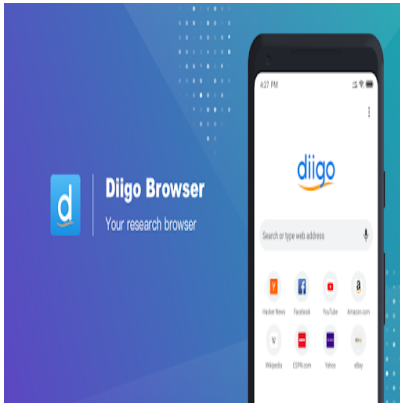 4:27 PM
diigo
d
Diigo Browser
Your research browser
Search or type web address
Y
f
a
Hacker News Facebook YouTube Amazon.com
W
Wikipedia ESPN.com Yahoo eBay